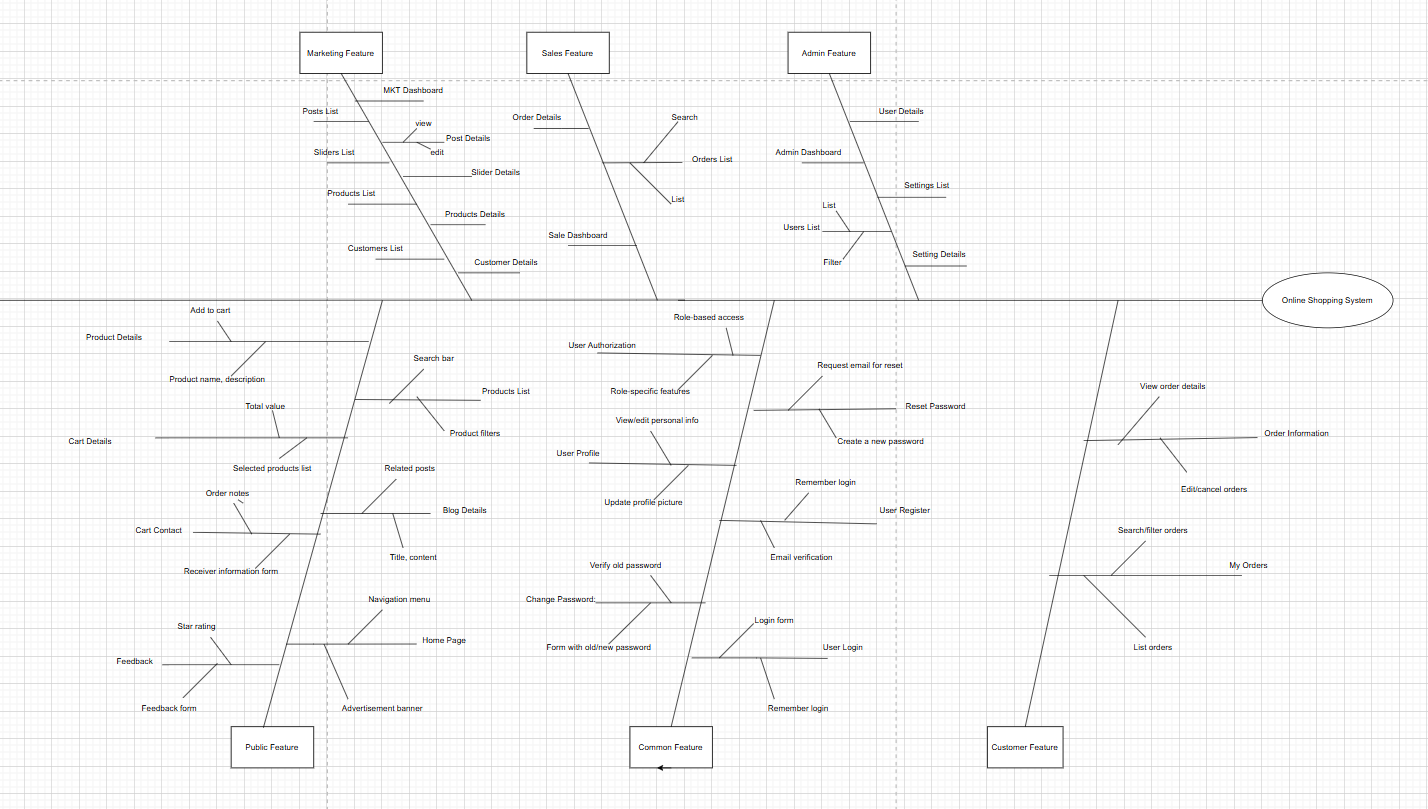 Marketing Feature
Sales Feature
Admin Feature
MKT Dashboard
Posts List
view
Post Details
edit
Sliders List
Slider Details
Products List
Products Details
Customers List
Customer Details
Order Details
Search
Orders List
List
Sale Dashboard
User Details
Admin Dashboard
Settings List
List
Users List
Filter
Setting Details
Online Shopping System
Add to cart
Product Details
Product name, description
Search bar
Products List
Product filters
Total value
Cart Details
Selected products list
Related posts
Blog Details
Title, content
Order notes
Cart Contact
Receiver information form
Navigation menu
Home Page
Advertisement banner
Star rating
Feedback
Feedback form
Public Feature
Role-based access
User Authorization
Role-specific features
Request email for reset
Reset Password
Create a new password
View/edit personal info
User Profile
Update profile picture
Remember login
User Register
Email verification
Verify old password
Change Password:
Form with old/new password
Login form
User Login
Remember login
Common Feature
View order details
Order Information
Edit/cancel orders
Search/filter orders
My Orders
List orders
Customer Feature